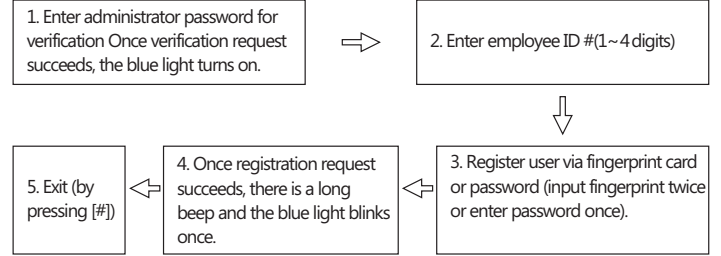 1. Enter administrator password for
verification Once verification request
succeeds, the blue light turns on.
2. Enter employee ID #(1~4 digits)
3. Register user via fingerprint card
or password (input fingerprint twice
or enter password once).
4. Once registration request
succeeds, there is a long
beep and the blue light blinks
once.
5. Exit (by
pressing [#])